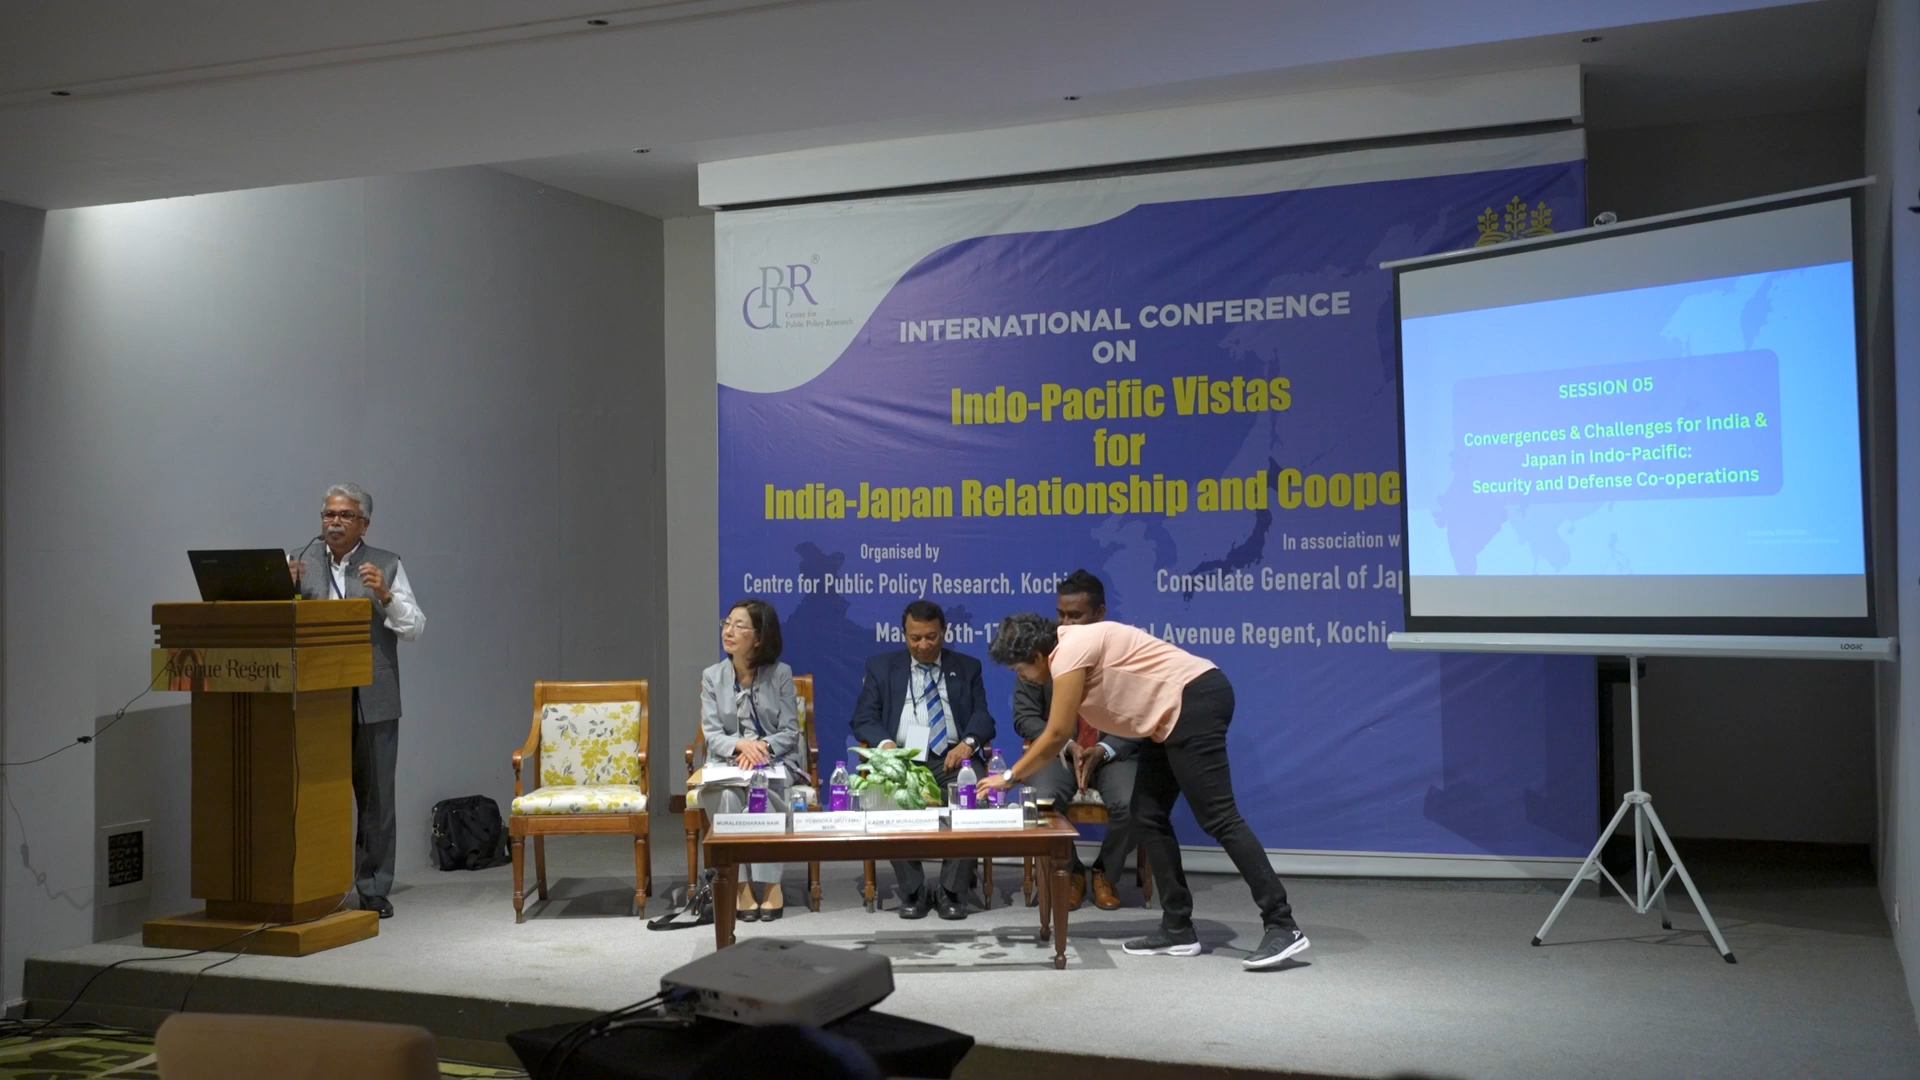 CPPR®
Centre for
Public Policy Research
INTERNATIONAL CONFERENCE
ON
Indo-Pacific Vistas
for
India-Japan Relationship and Coope
Organised by
Centre for Public Policy Research, Kochi
In association w
Consulate General of Jap
Avenue Regent, Kochi
SESSION 05
Convergences & Challenges for India &
Japan in Indo-Pacific:
Security and Defense Co-operations
LOGIC
Avenue Regent
MURALEEDHARAN NAIR